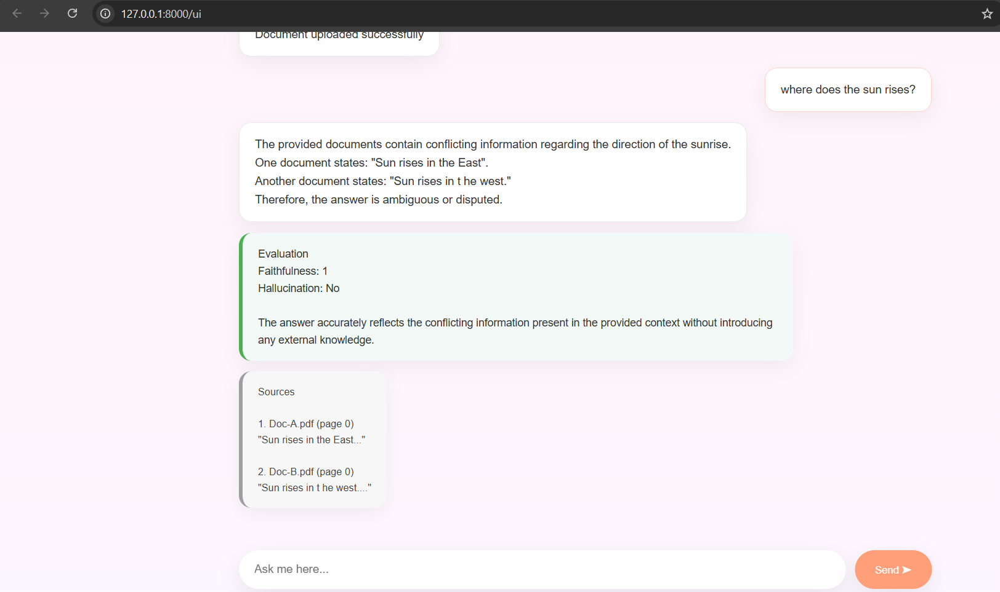 127.0.0.1:8000/ui
Document uploaded successfully
where does the sun rises?
The provided documents contain conflicting information regarding the direction of the sunrise.
One document states: "Sun rises in the East".
Another document states: "Sun rises in t he west."
Therefore, the answer is ambiguous or disputed.
Evaluation
Faithfulness: 1
Hallucination: No
The answer accurately reflects the conflicting information present in the provided context without introducing
any external knowledge.
Sources
1. Doc-A.pdf (page 0)
"Sun rises in the East..."
2. Doc-B.pdf (page 0)
"Sun rises in t he west...."
Ask me here...
Send ➤